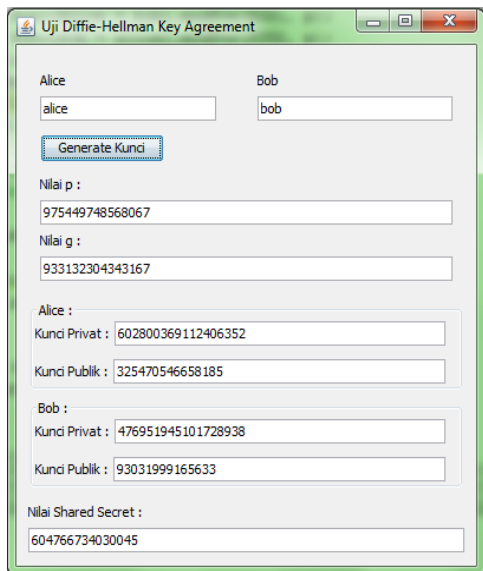 Uji Diffie-Hellman Key Agreement
Alice Bob
alice bob
Generate Kunci
Nilai p :
975449748568067
Nilai g :
933132304343167
Alice :
Kunci Privat : 602800369112406352
Kunci Publik : 325470546658185
Bob :
Kunci Privat : 476951945101728938
Kunci Publik : 93031999165633
Nilai Shared Secret :
604766734030045